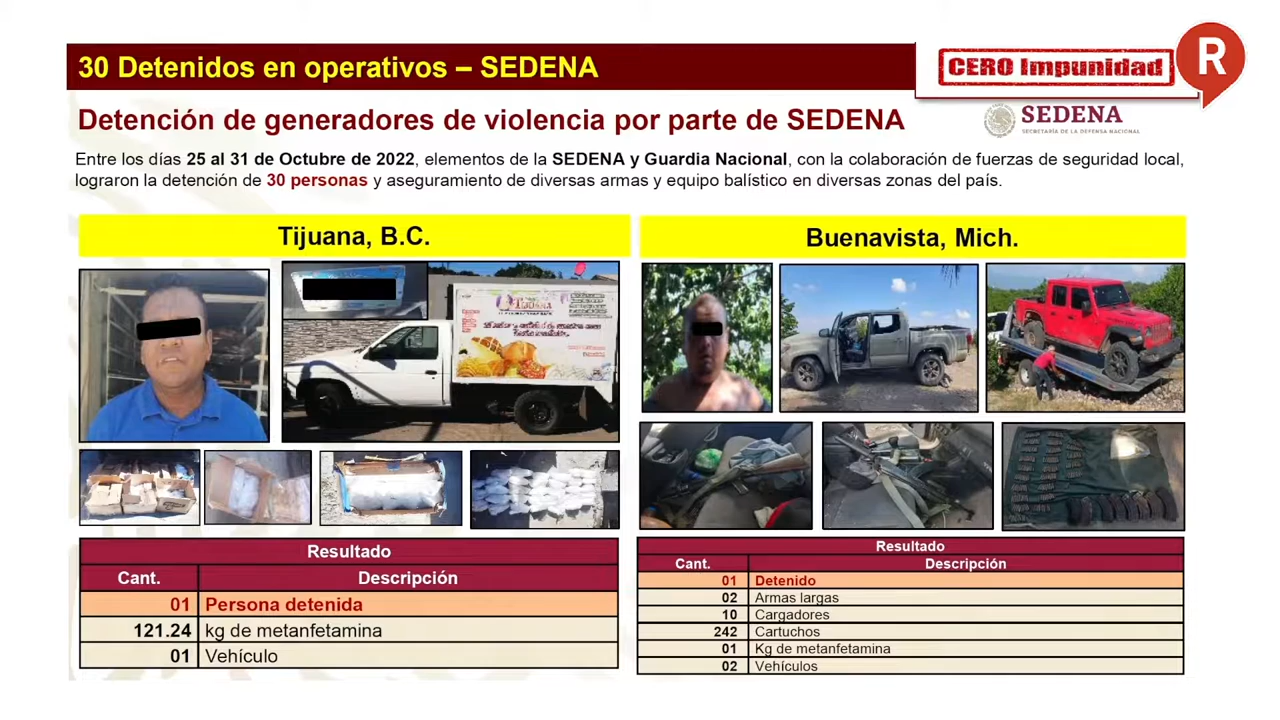 30 Detenidos en operativos – SEDENA
CERO Impunidad
R
Detención de generadores de violencia por parte de SEDENA
SEDENA
SECRETARÍA DE LA DEFENSA NACIONAL
Entre los días 25 al 31 de Octubre de 2022, elementos de la SEDENA y Guardia Nacional, con la colaboración de fuerzas de seguridad local,
lograron la detención de 30 personas y aseguramiento de diversas armas y equipo balístico en diversas zonas del país.
Tijuana, B.C.
Resultado
Cant. Descripción
01 Persona detenida
121.24 kg de metanfetamina
01 Vehículo
Buenavista, Mich.
Resultado
Cant. Descripción
01 Detenido
02 Armas largas
10 Cargadores
242 Cartuchos
01 Kg de metanfetamina
02 Vehículos